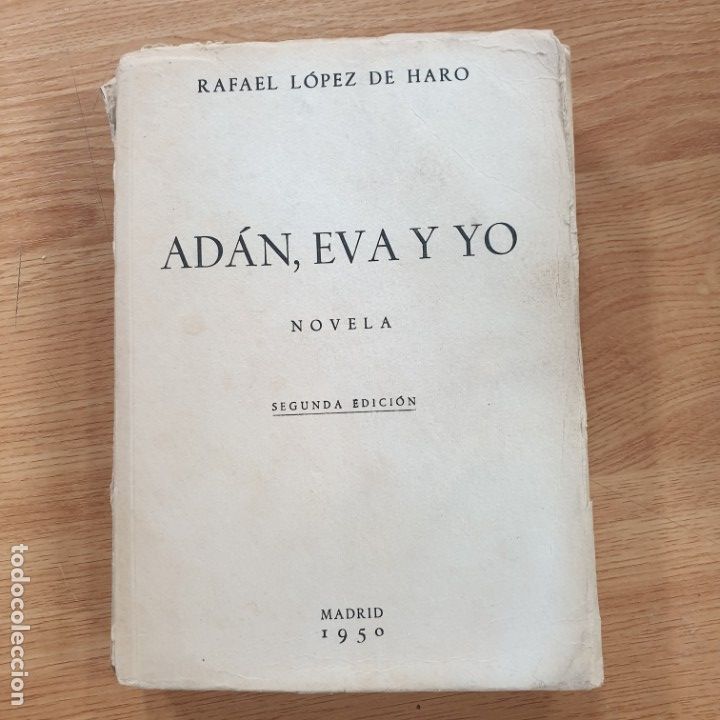 RAFAEL LÓPEZ DE HARO
ADÁN, EVA Y YO
NOVELA
SEGUNDA EDICIÓN
MADRID
1950
todocoleccion